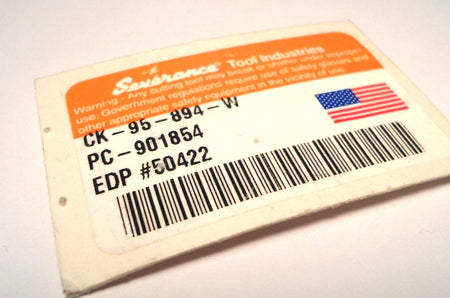 Severance Tool Industries
Warning - Any cutting tool may break or shatter under improper
use. Government regulations require use of safety glasses and
other appropriate safety equipment in the vicinity of use.
CK-95-894-W
PC-901854
EDP #50422